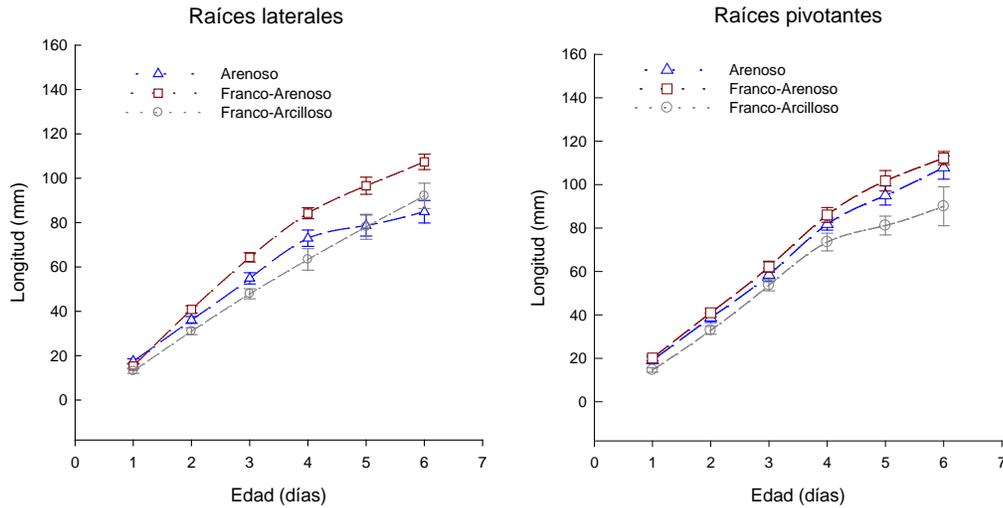 Raíces laterales
160
140
120
100
80
60
40
20
0
Longitud (mm)
Arenoso
Franco-Arenoso
Franco-Arcilloso
0 1 2 3 4 5 6 7
Edad (días)
Raíces pivotantes
160
140
120
100
80
60
40
20
0
Longitud (mm)
Arenoso
Franco-Arenoso
Franco-Arcilloso
0 1 2 3 4 5 6 7
Edad (días)